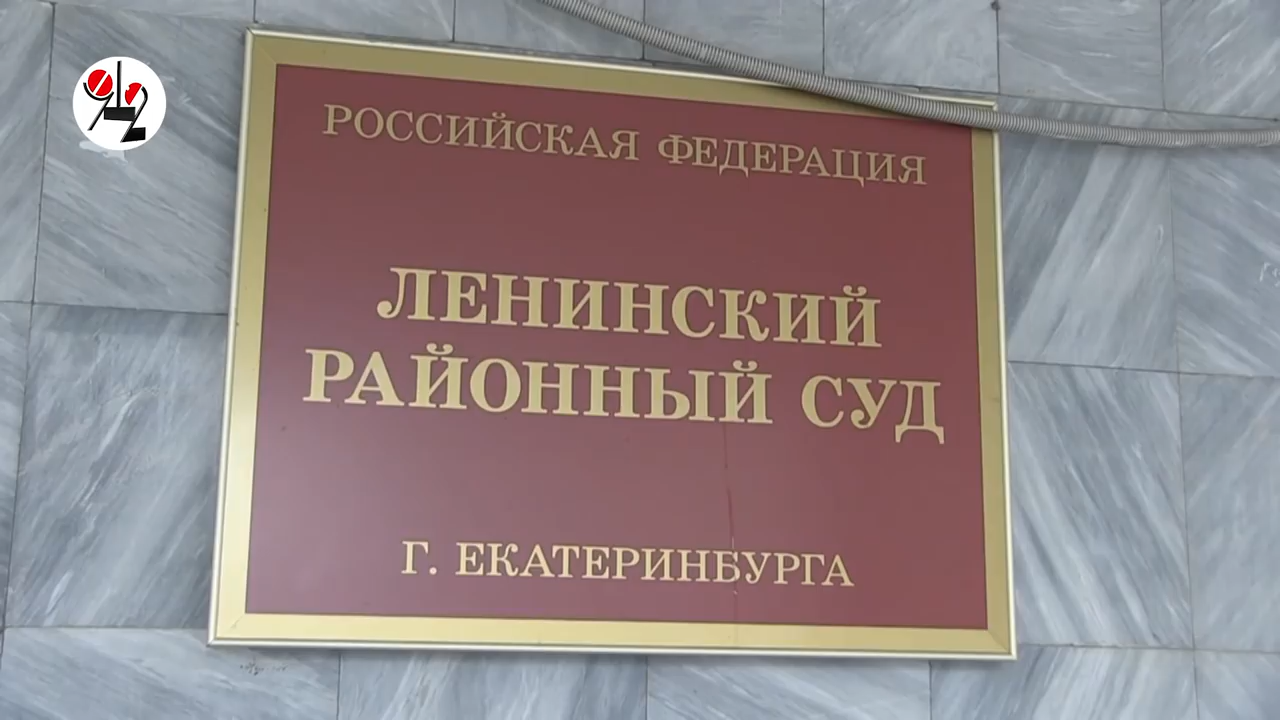 РОССИЙСКАЯ ФЕДЕРАЦИЯ
ЛЕНИНСКИЙ
РАЙОННЫЙ СУД
Г. ЕКАТЕРИНБУРГА